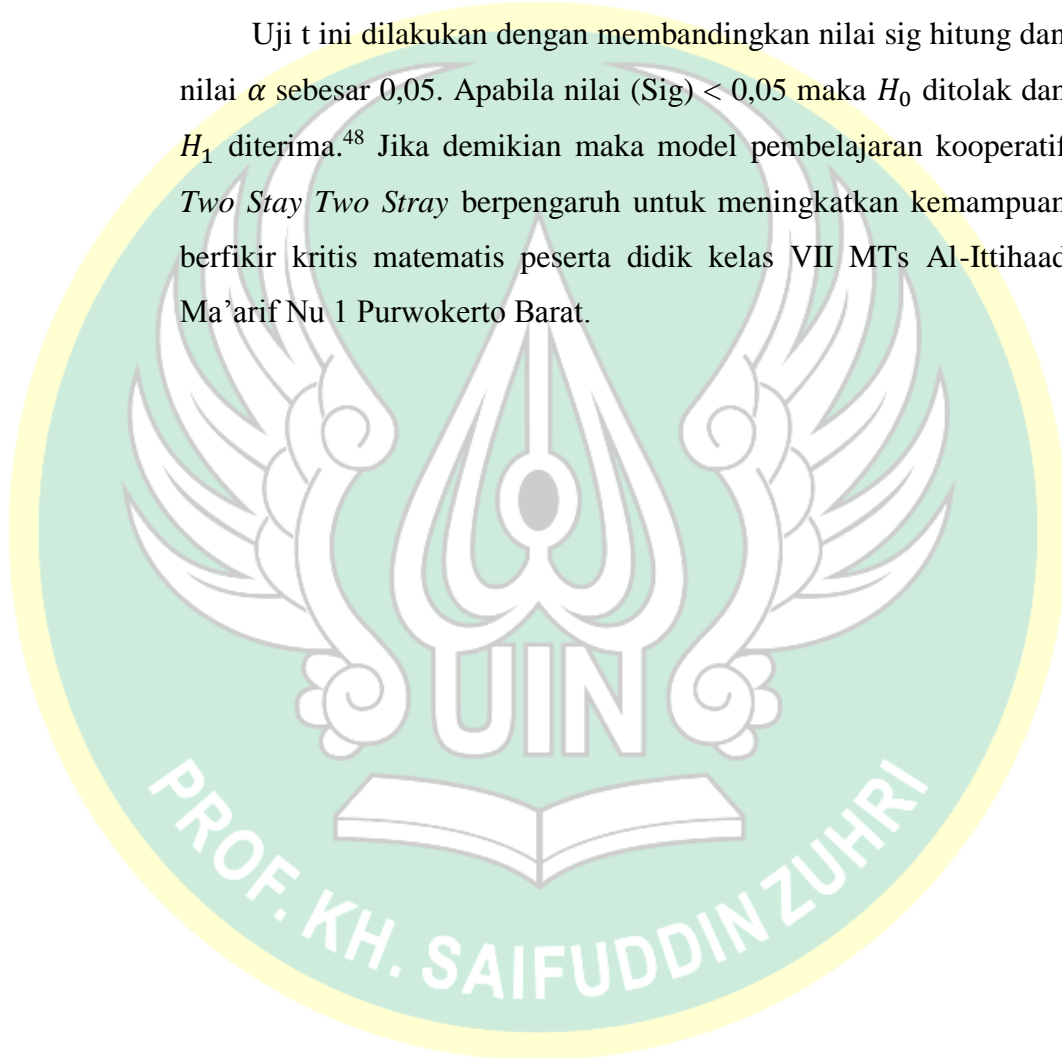 Uji t ini dilakukan dengan membandingkan nilai sig hitung dan
nilai α sebesar 0,05. Apabila nilai (Sig) < 0,05 maka H₀ ditolak dan
H₁ diterima.⁴⁸ Jika demikian maka model pembelajaran kooperatif
Two Stay Two Stray berpengaruh untuk meningkatkan kemampuan
berfikir kritis matematis peserta didik kelas VII MTs Al-Ittihaad
Ma’arif Nu 1 Purwokerto Barat.
UIN
PROF. KH. SAIFUDDIN ZUHRI